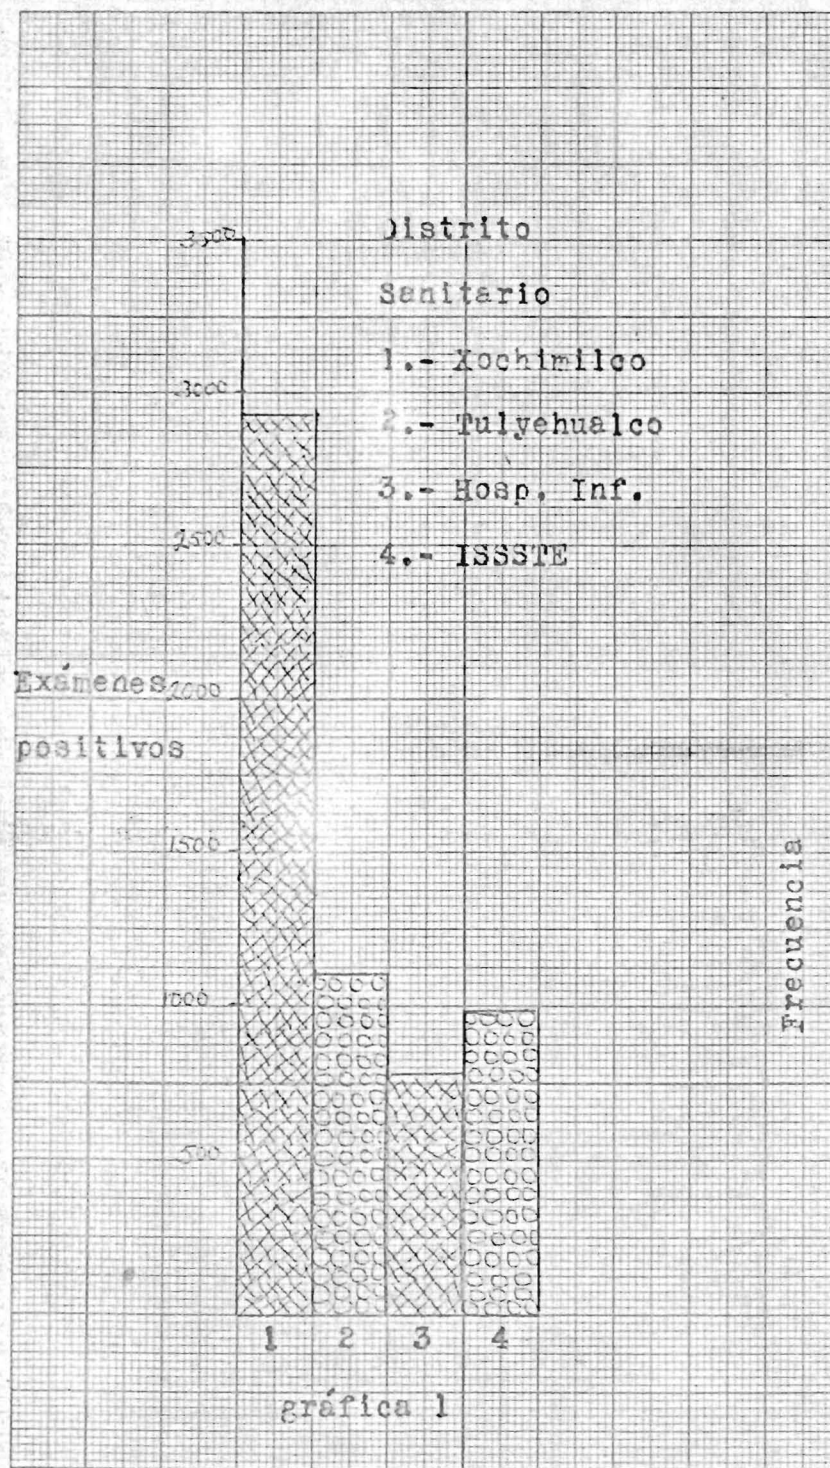 Distrito
Sanitario
1.- Xochimilco
2.- Tulyehualco
3.- Hosp. Inf.
4.- ISSSTE
3500
3000
2500
2000
1500
1000
500
Exámenes
positivos
Frecuencia
1 2 3 4
gráfica 1